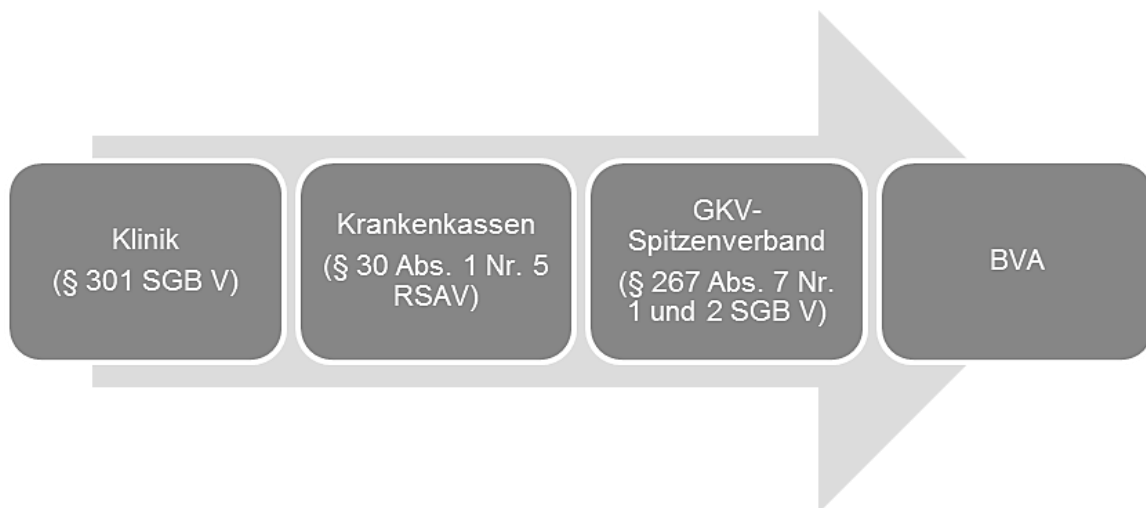 Klinik
(§ 301 SGB V)
Krankenkassen
(§ 30 Abs. 1 Nr. 5
RSAV)
GKV-
Spitzenverband
(§ 267 Abs. 7 Nr.
1 und 2 SGB V)
BVA